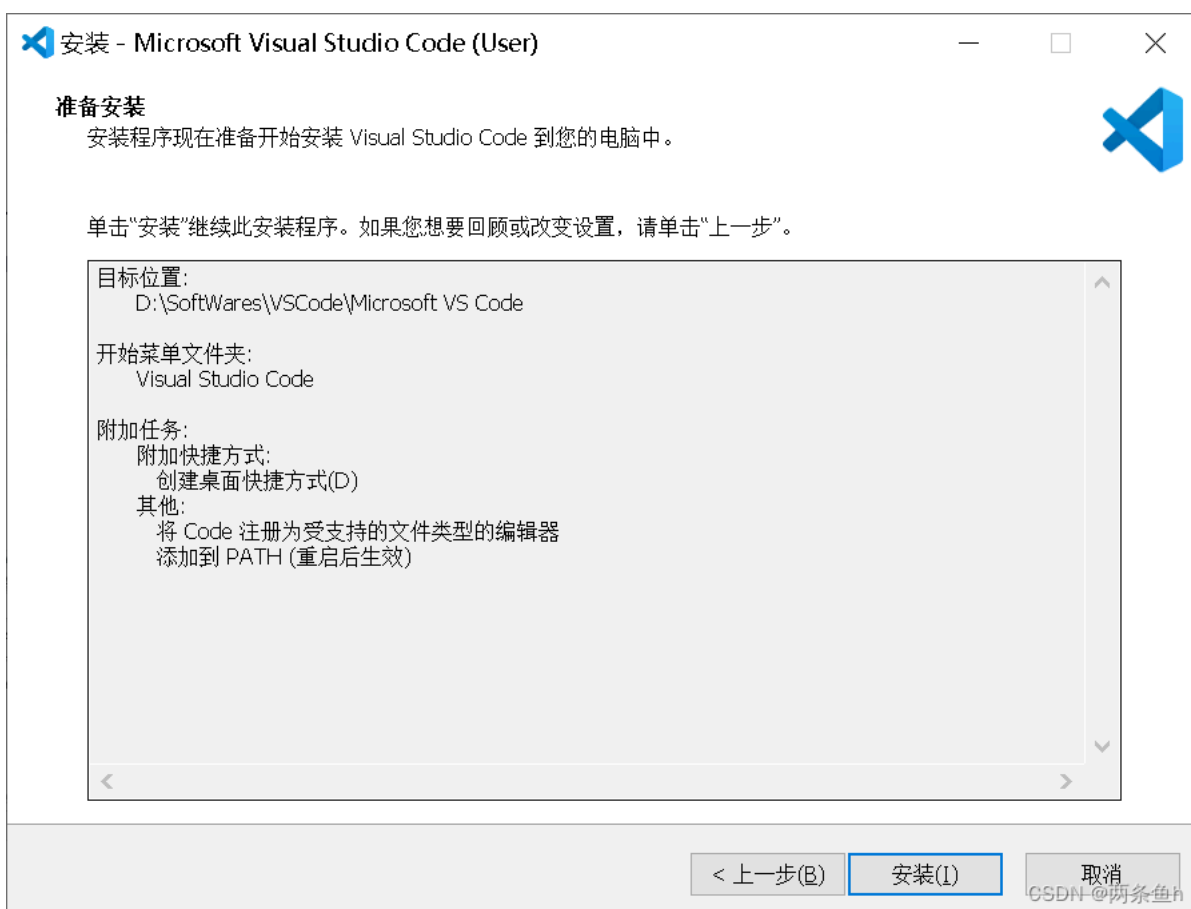 安装 - Microsoft Visual Studio Code (User)
准备安装
安装程序现在准备开始安装 Visual Studio Code 到您的电脑中。
单击“安装”继续此安装程序。如果您想要回顾或改变设置，请单击“上一步”。
目标位置:
D:\SoftWares\VSCode\Microsoft VS Code
开始菜单文件夹:
Visual Studio Code
附加任务:
附加快捷方式:
创建桌面快捷方式(D)
其他:
将 Code 注册为受支持的文件类型的编辑器
添加到 PATH (重启后生效)
< 上一步(B) 安装(I) 取消
CSDN @两条鱼h